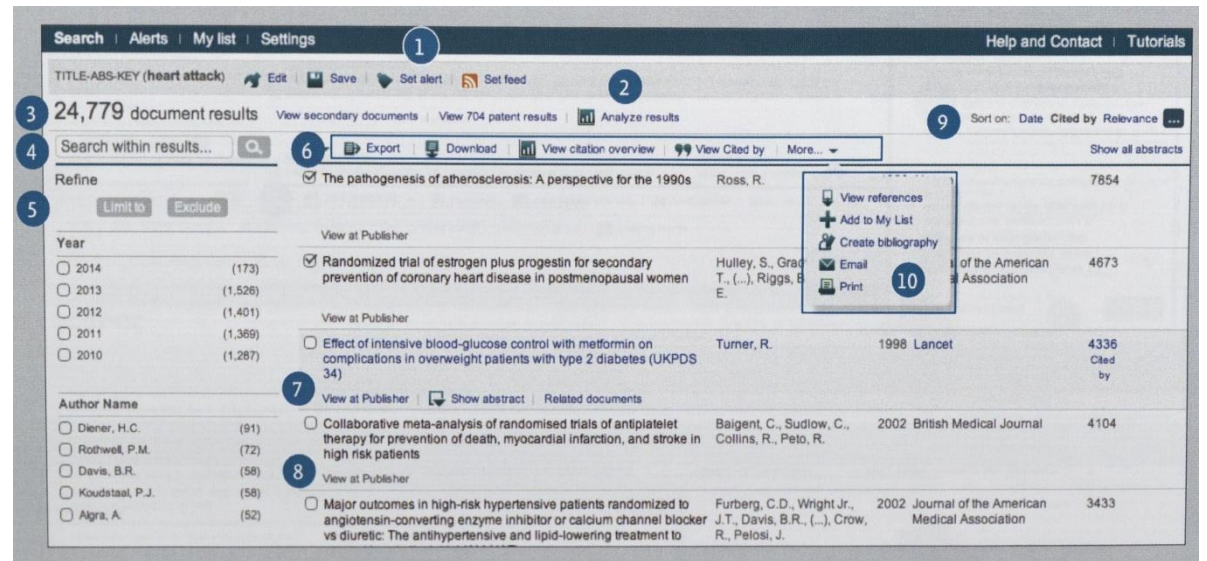 Search | Alerts | My list | Settings
Help and Contact | Tutorials
1
TITLE-ABS-KEY (heart attack) Edit | Save | Set alert | Set feed
2
3
24,779 document results View secondary documents | View 704 patent results | Analyze results
9
Sort on: Date Cited by Relevance ...
4
Search within results...
6
Export | Download | View citation overview | View Cited by | More...
Show all abstracts
Refine
5
Limit to Exclude
Year
2014 (173)
2013 (1,526)
2012 (1,401)
2011 (1,369)
2010 (1,287)
Author Name
Diener, H.C. (91)
Rothwell, P.M. (72)
Davis, B.R. (58)
Koudstaal, P.J. (58)
Algra, A. (52)
The pathogenesis of atherosclerosis: A perspective for the 1990s Ross, R. 7854
View at Publisher
Randomized trial of estrogen plus progestin for secondary
prevention of coronary heart disease in postmenopausal women
Hulley, S., Grad
T., (...), Riggs, B
E.
of the American
Association
4673
View at Publisher
View references
Add to My List
Create bibliography
Email
Print
10
Effect of intensive blood-glucose control with metformin on
complications in overweight patients with type 2 diabetes (UKPDS
34)
Turner, R. 1998 Lancet 4336
Cited
by
7
View at Publisher | Show abstract | Related documents
Collaborative meta-analysis of randomised trials of antiplatelet
therapy for prevention of death, myocardial infarction, and stroke in
high risk patients
Baigent, C., Sudlow, C.,
Collins, R., Peto, R.
2002 British Medical Journal 4104
8
View at Publisher
Major outcomes in high-risk hypertensive patients randomized to
angiotensin-converting enzyme inhibitor or calcium channel blocker
vs diuretic: The antihypertensive and lipid-lowering treatment to
Furberg, C.D., Wright Jr.,
J.T., Davis, B.R., (...), Crow,
R., Pelosi, J.
2002 Journal of the American
Medical Association
3433